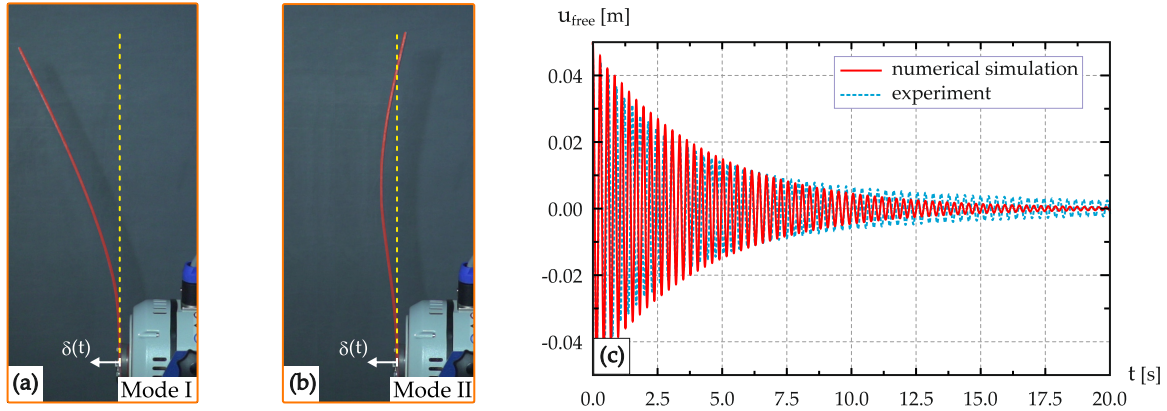 δ(t)
(a)
Mode I
δ(t)
(b)
Mode II
u_free [m]
numerical simulation
experiment
0.04
0.02
0.00
-0.02
-0.04
(c)
t [s]
0.0 2.5 5.0 7.5 10.0 12.5 15.0 17.5 20.0